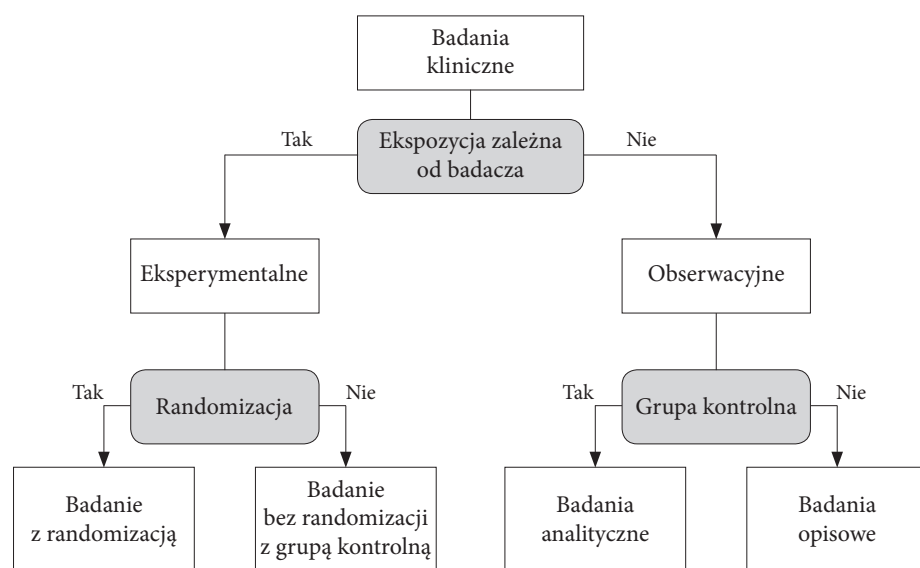 Badania
kliniczne
Tak
Ekspozycja zależna
od badacza
Nie
Eksperymentalne
Obserwacyjne
Tak
Randomizacja
Nie
Tak
Grupa kontrolna
Nie
Badanie
z randomizacją
Badanie
bez randomizacji
z grupą kontrolną
Badania
analityczne
Badania
opisowe